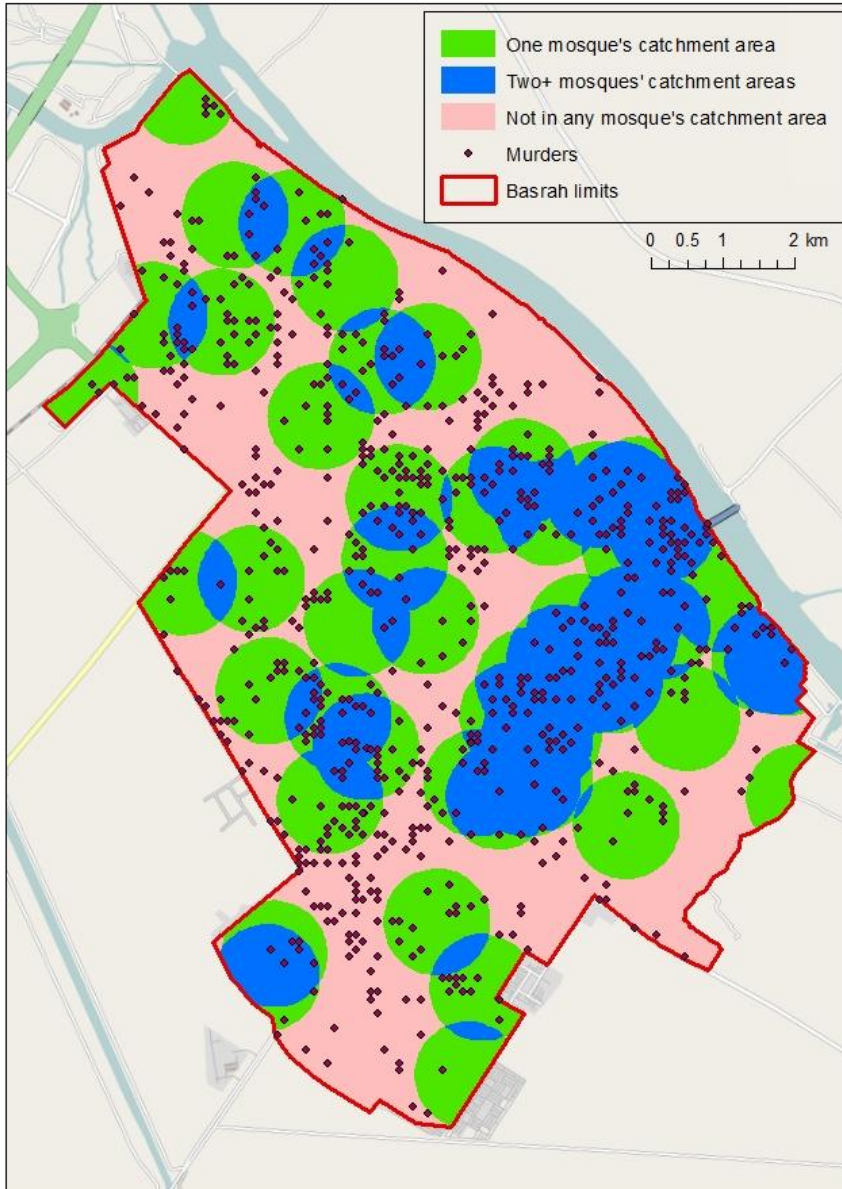 One mosque's catchment area
Two+ mosques' catchment areas
Not in any mosque's catchment area
Murders
Basrah limits
0 0.5 1 2 km